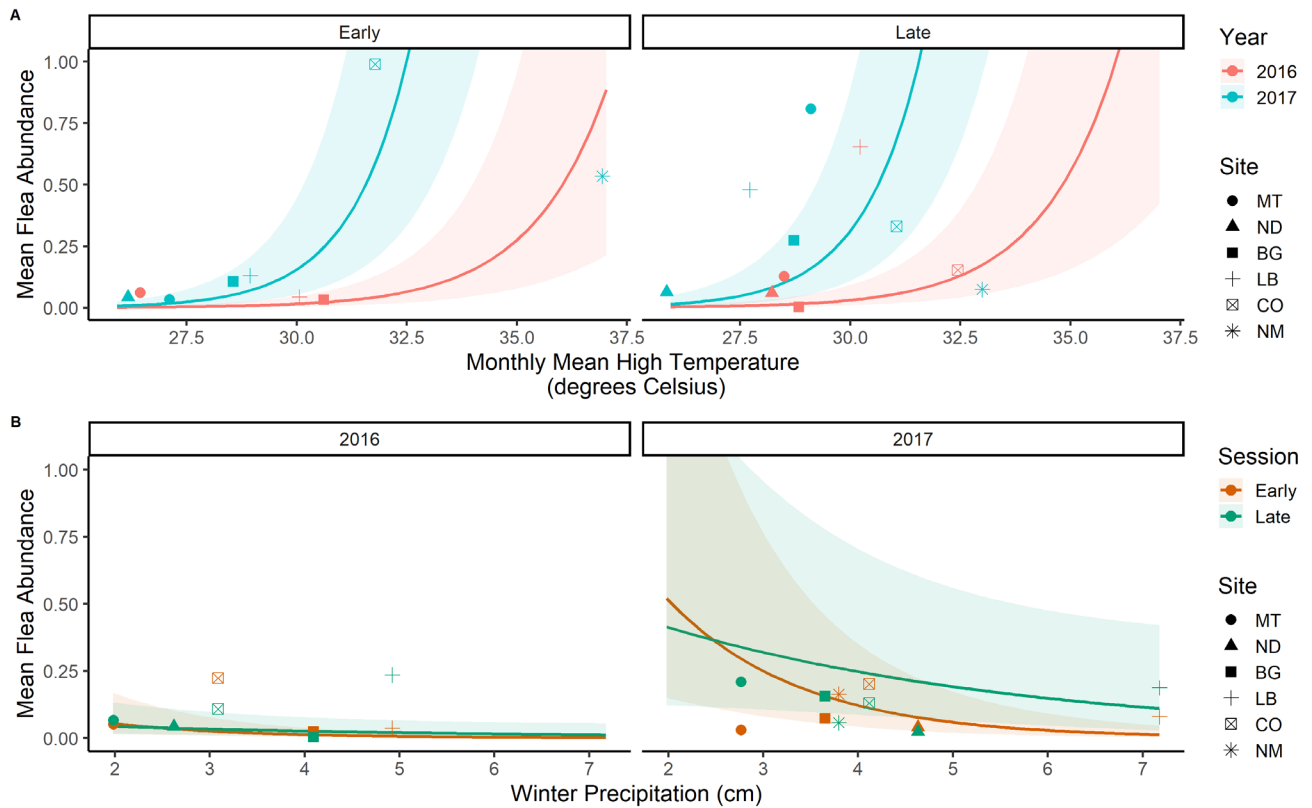 A
Early
Late
Mean Flea Abundance
1.00
0.75
0.50
0.25
0.00
27.5
30.0
32.5
35.0
37.5
27.5
30.0
32.5
35.0
37.5
Monthly Mean High Temperature
(degrees Celsius)
Year
2016
2017
Site
MT
ND
BG
LB
CO
NM
B
2016
2017
Mean Flea Abundance
1.00
0.75
0.50
0.25
0.00
2
3
4
5
6
7
2
3
4
5
6
7
Winter Precipitation (cm)
Session
Early
Late
Site
MT
ND
BG
LB
CO
NM